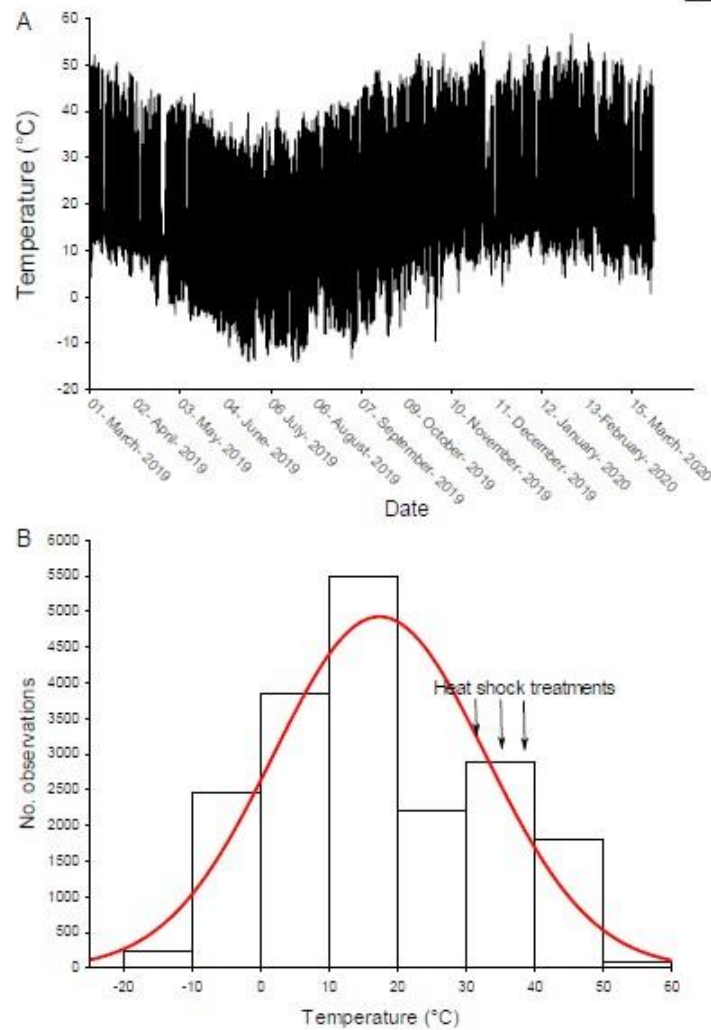 A
Temperature (°C)
60
50
40
30
20
10
0
-10
-20
01- March- 2019
02- April- 2019
03- May- 2019
04- June- 2019
06 July- 2019
06- August- 2019
07- September- 2019
09- October- 2019
10- November- 2019
11- December- 2019
12- January- 2020
13-February- 2020
15- March- 2020
Date
B
No. observations
6000
5500
5000
4500
4000
3500
3000
2500
2000
1500
1000
500
0
Heat shock treatments
-20
-10
0
10
20
30
40
50
60
Temperature (°C)